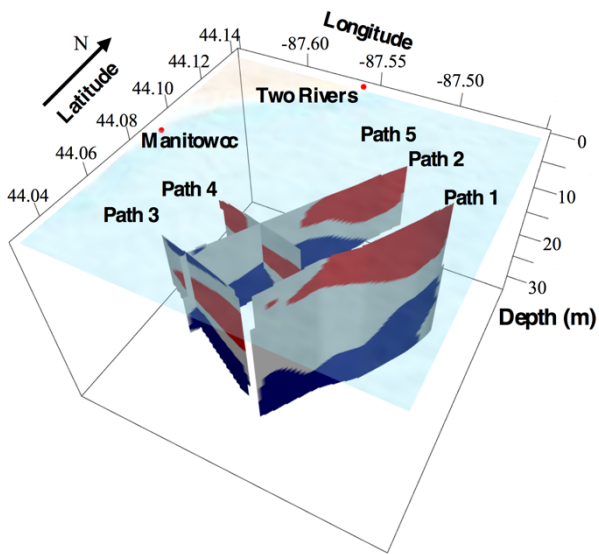 Longitude
-87.60
-87.55
-87.50
N
Latitude
44.14
44.12
44.10
44.08
44.06
44.04
Two Rivers
Manitowoc
Path 5
Path 2
Path 1
Path 4
Path 3
0
10
20
30
Depth (m)